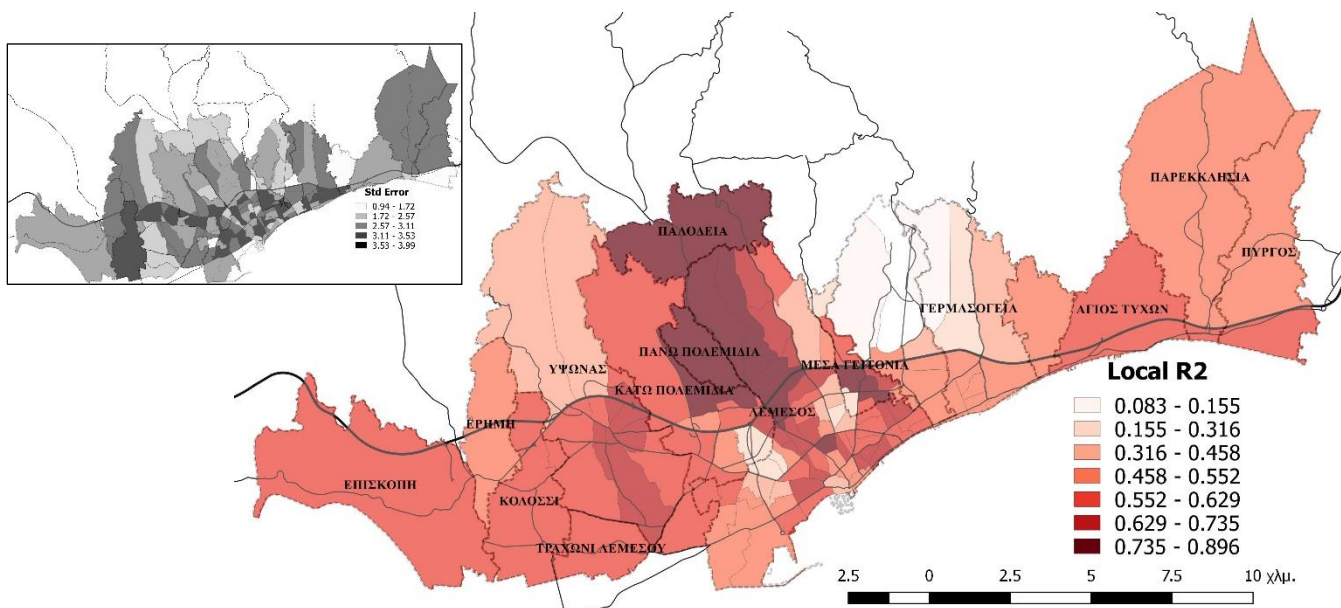 Std Error
0.94 - 1.72
1.72 - 2.57
2.57 - 3.11
3.11 - 3.53
3.53 - 3.99
ΠΑΡΕΚΚΛΗΣΙΑ
ΠΑΛΟΔΕΙΑ
ΠΥΡΓΟΣ
ΓΕΡΜΑΣΟΓΕΙΑ
ΑΓΙΟΣ ΤΥΧΩΝ
ΠΑΝΩ ΠΟΛΕΜΙΔΙΑ
ΜΕΣΑ ΓΕΙΤΟΝΙΑ
ΥΨΩΝΑΣ
ΚΑΤΩ ΠΟΛΕΜΙΔΙΑ
ΛΕΜΕΣΟΣ
ΕΡΗΜΗ
ΕΠΙΣΚΟΠΗ
ΚΟΛΟΣΣΙ
ΤΡΑΧΩΝΙ ΛΕΜΕΣΟΥ
Local R2
0.083 - 0.155
0.155 - 0.316
0.316 - 0.458
0.458 - 0.552
0.552 - 0.629
0.629 - 0.735
0.735 - 0.896
2.5 0 2.5 5 7.5 10 χλμ.